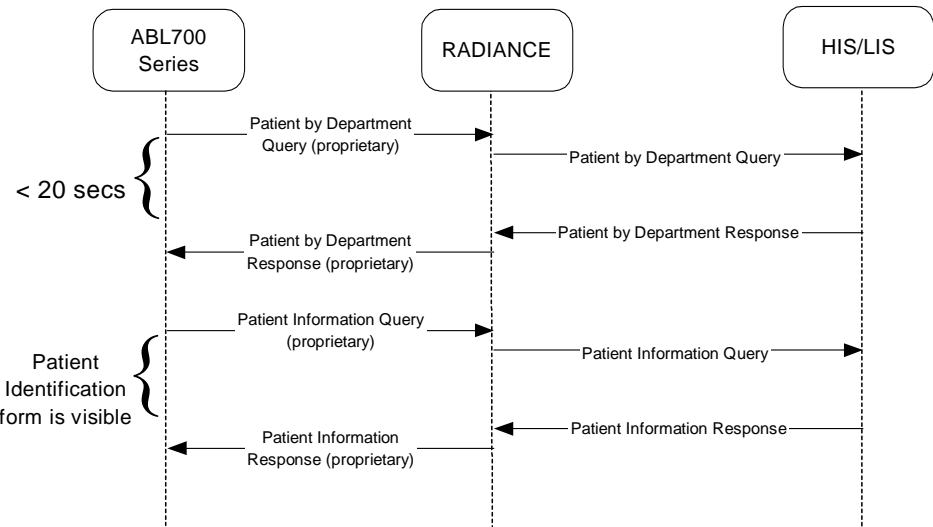 ABL700
Series
RADIANCE
HIS/LIS
Patient by Department
Query (proprietary)
Patient by Department Query
< 20 secs
Patient by Department Response
Patient by Department
Response (proprietary)
Patient Information Query
(proprietary)
Patient Information Query
Patient
Identification
form is visible
Patient Information Response
Patient Information
Response (proprietary)